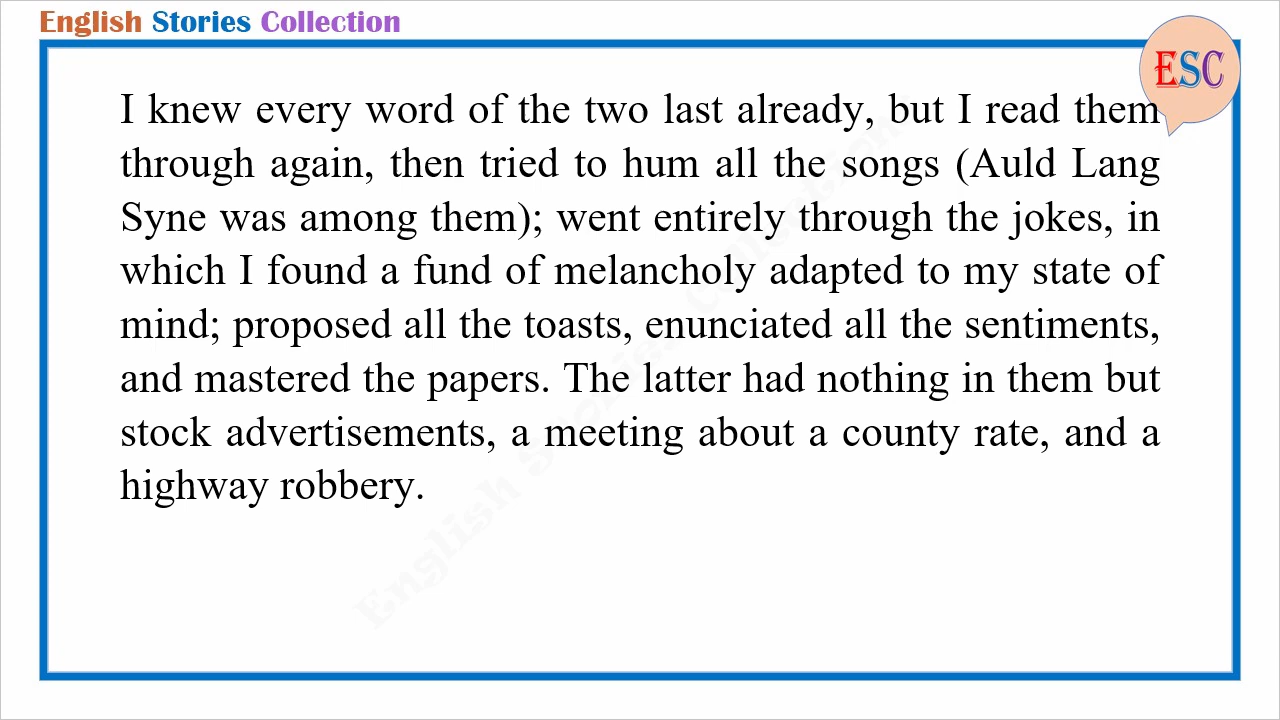 English Stories Collection
ESC
I knew every word of the two last already, but I read them
through again, then tried to hum all the songs (Auld Lang
Syne was among them); went entirely through the jokes, in
which I found a fund of melancholy adapted to my state of
mind; proposed all the toasts, enunciated all the sentiments,
and mastered the papers. The latter had nothing in them but
stock advertisements, a meeting about a county rate, and a
highway robbery.
English Stories Collection